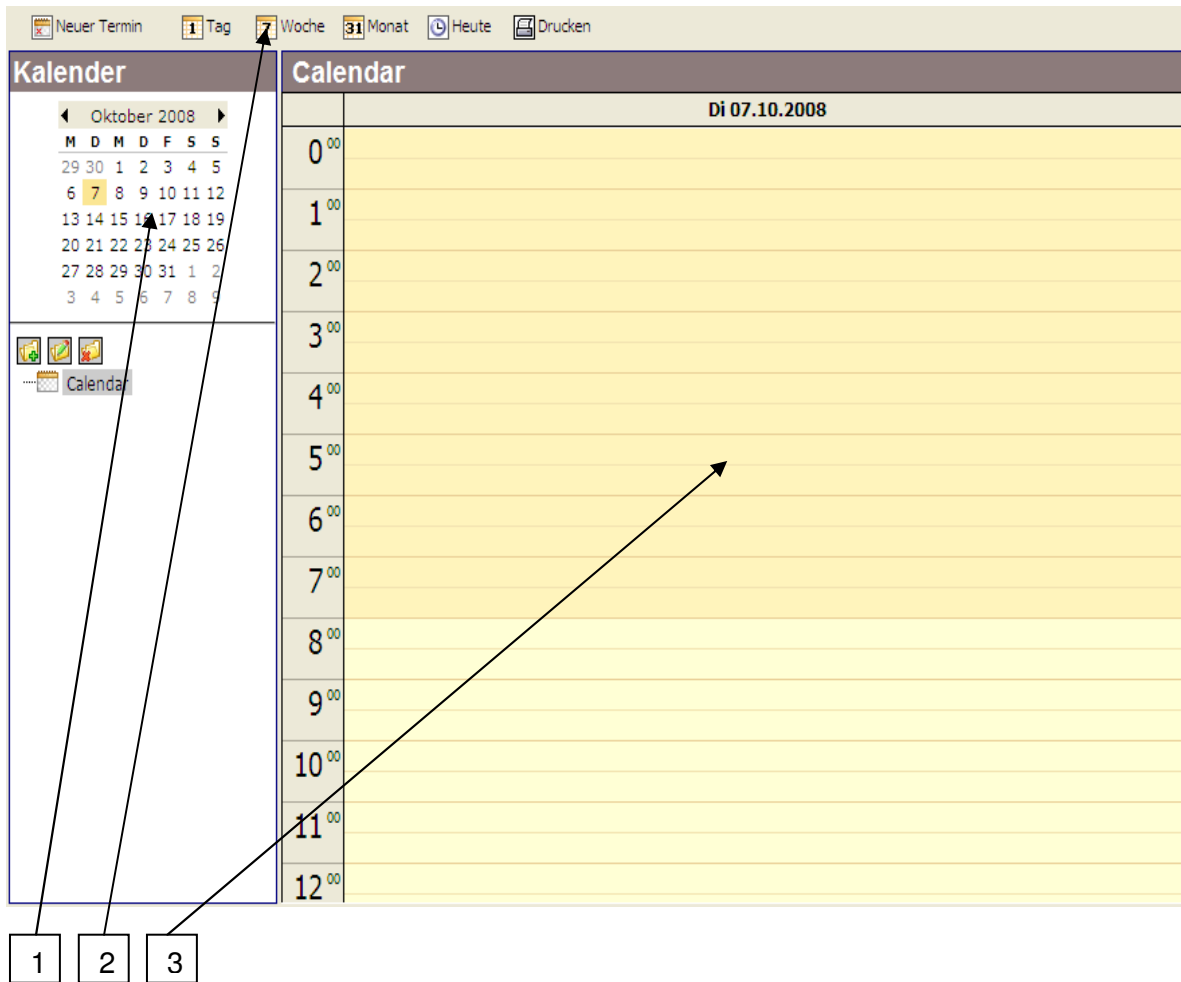 Neuer Termin 1 Tag 7 Woche 31 Monat Heute Drucken
Kalender
Oktober 2008
M D M D F S S
29 30 1 2 3 4 5
6 7 8 9 10 11 12
13 14 15 16 17 18 19
20 21 22 23 24 25 26
27 28 29 30 31 1 2
3 4 5 6 7 8 9
Calendar
Calendar
Di 07.10.2008
0 00
1 00
2 00
3 00
4 00
5 00
6 00
7 00
8 00
9 00
10 00
11 00
12 00
1 2 3